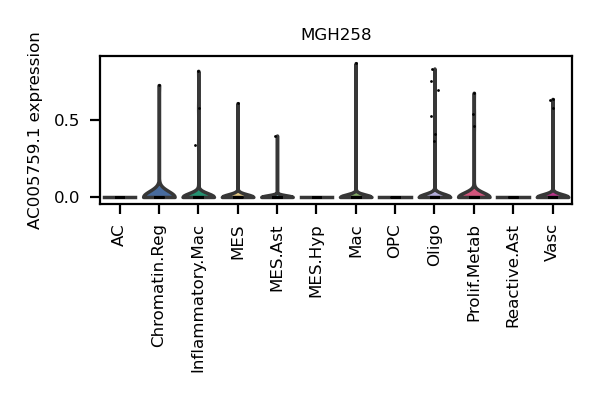 MGH258
AC005759.1 expression
0.5
0.0
AC
Chromatin.Reg
Inflammatory.Mac
MES
MES.Ast
MES.Hyp
Mac
OPC
Oligo
Prolif.Metab
Reactive.Ast
Vasc